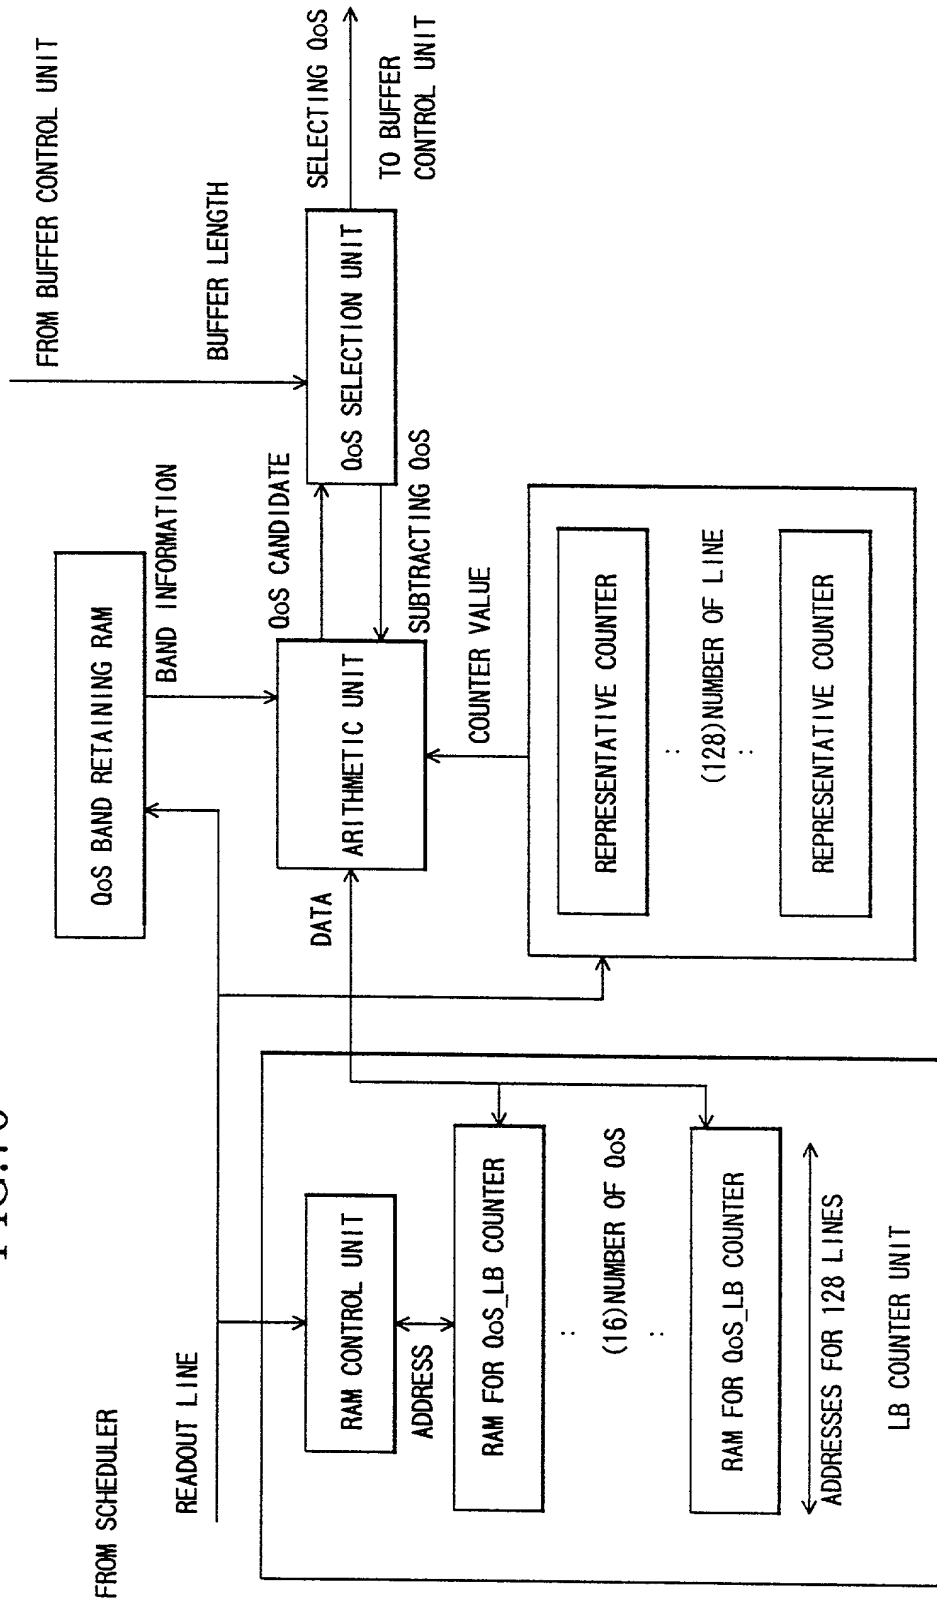 FROM SCHEDULER
READOUT LINE
FROM BUFFER CONTROL UNIT
BUFFER LENGTH
QoS BAND RETAINING RAM
BAND INFORMATION
RAM CONTROL UNIT
ADDRESS
RAM FOR QoS_LB COUNTER
:
(16)NUMBER OF QoS
:
RAM FOR QoS_LB COUNTER
ADDRESSES FOR 128 LINES
LB COUNTER UNIT
DATA
ARITHMETIC UNIT
QoS CANDIDATE
SUBTRACTING QoS
QoS SELECTION UNIT
SELECTING QoS
TO BUFFER
CONTROL UNIT
COUNTER VALUE
REPRESENTATIVE COUNTER
:
(128)NUMBER OF LINE
:
REPRESENTATIVE COUNTER